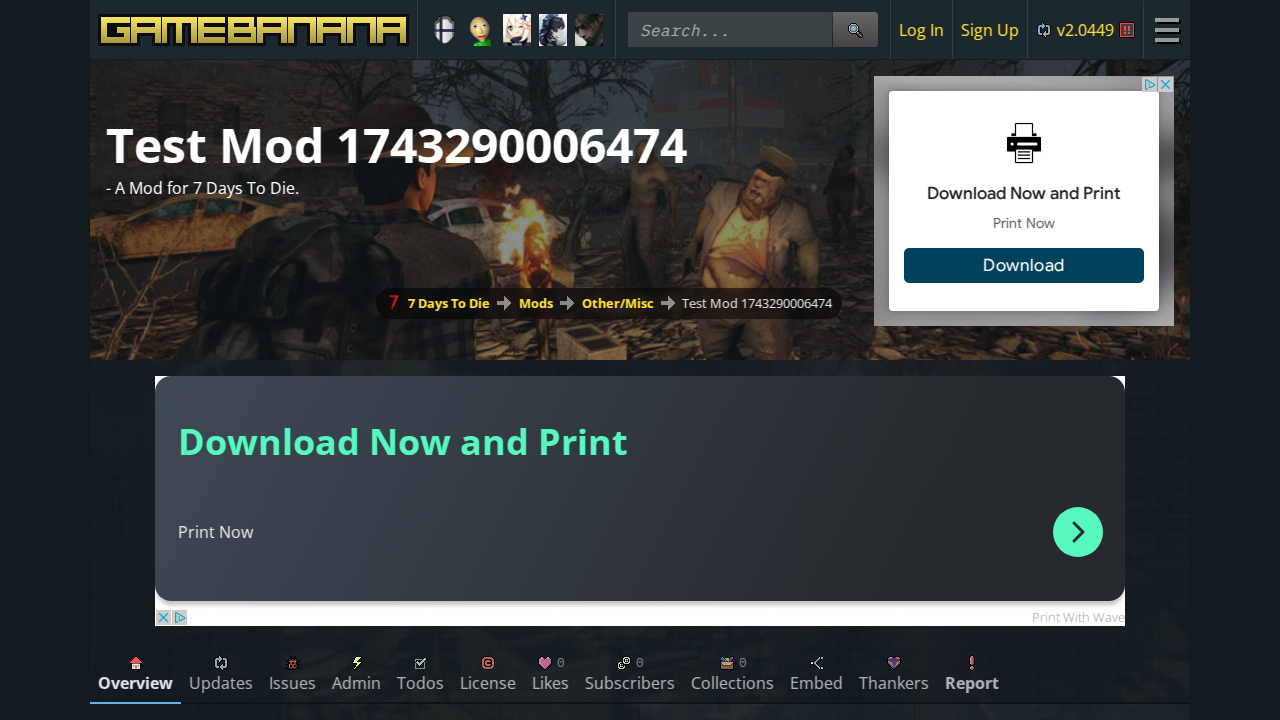 GAMEBANANA
Search...
Log In
Sign Up
v2.0449
Test Mod 1743290006474
- A Mod for 7 Days To Die.
7 Days To Die
Mods
Other/Misc
Test Mod 1743290006474
Download Now and Print
Print Now
Download
Download Now and Print
Print Now
Print With Wave
0
0
0
Overview
Updates
Issues
Admin
Todos
License
Likes
Subscribers
Collections
Embed
Thankers
Report